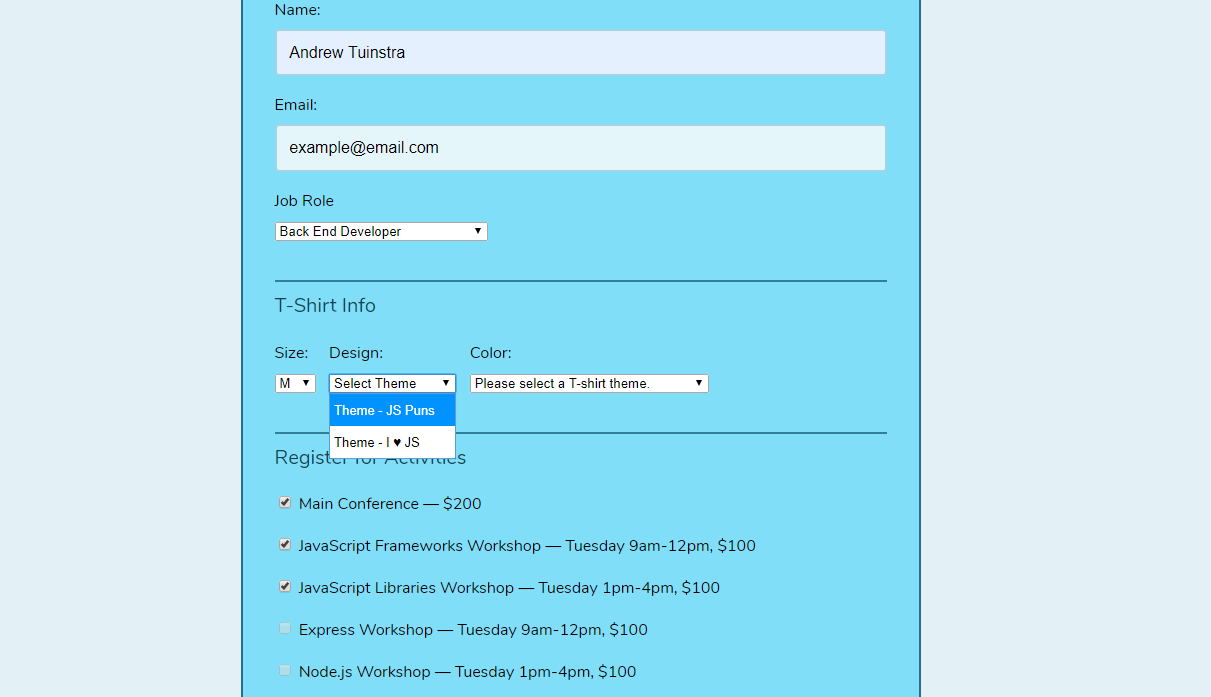 Name:
Andrew Tuinstra
Email:
example@email.com
Job Role
Back End Developer
T-Shirt Info
Size: Design: Color:
M Select Theme Please select a T-shirt theme.
Theme - JS Puns
Theme - I ♥ JS
Register for Activities
Main Conference — $200
JavaScript Frameworks Workshop — Tuesday 9am-12pm, $100
JavaScript Libraries Workshop — Tuesday 1pm-4pm, $100
Express Workshop — Tuesday 9am-12pm, $100
Node.js Workshop — Tuesday 1pm-4pm, $100